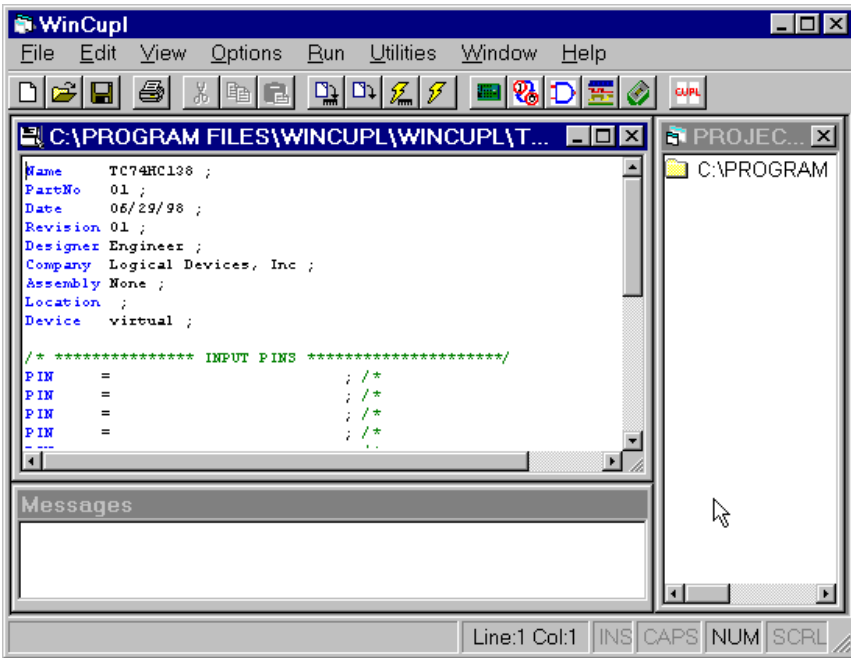 WinCupl
File Edit View Options Run Utilities Window Help
CUPL
C:\PROGRAM FILES\WINCUPL\WINCUPL\T...
Name TC74HC138 ;
PartNo 01 ;
Date 06/29/98 ;
Revision 01 ;
Designer Engineer ;
Company Logical Devices, Inc ;
Assembly None ;
Location ;
Device virtual ;
/* *************** INPUT PINS *********************/
PIN = ; /*
PIN = ; /*
PIN = ; /*
PIN = ; /*
Messages
PROJEC...
C:\PROGRAM
Line:1 Col:1 INS CAPS NUM SCRL